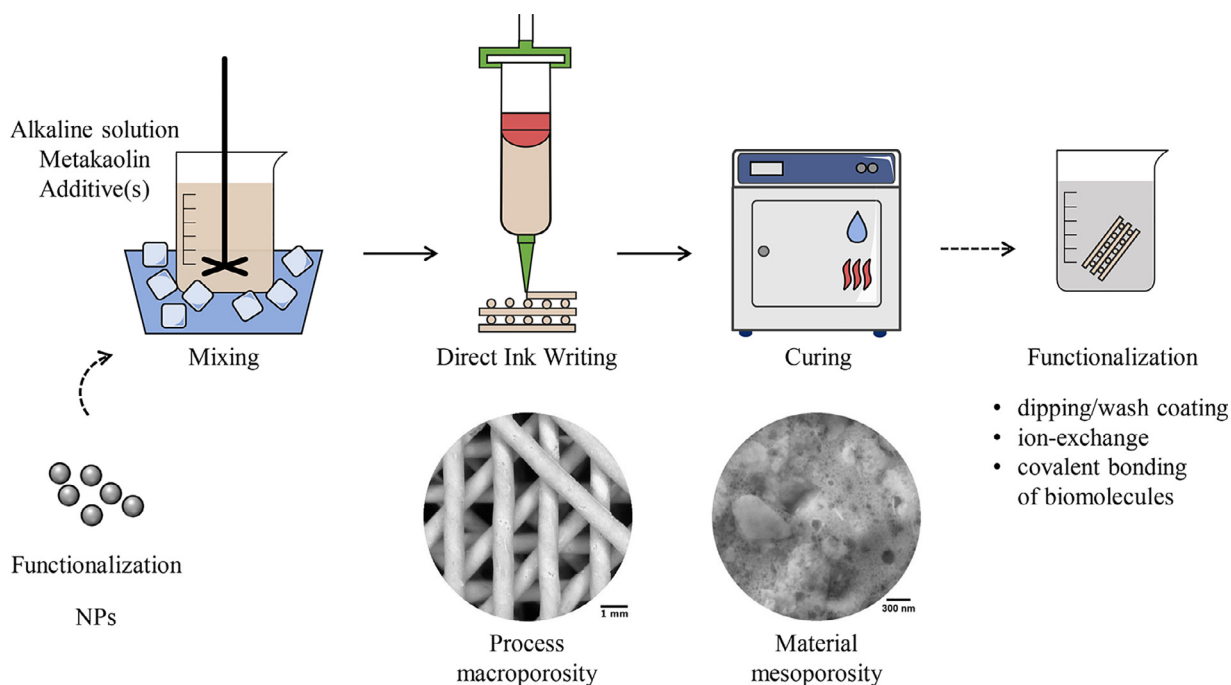 Alkaline solution
Metakaolin
Additive(s)
Mixing
Direct Ink Writing
Curing
Functionalization
• dipping/wash coating
• ion-exchange
• covalent bonding
of biomolecules
Functionalization
NPs
1 mm
Process
macroporosity
300 nm
Material
mesoporosity